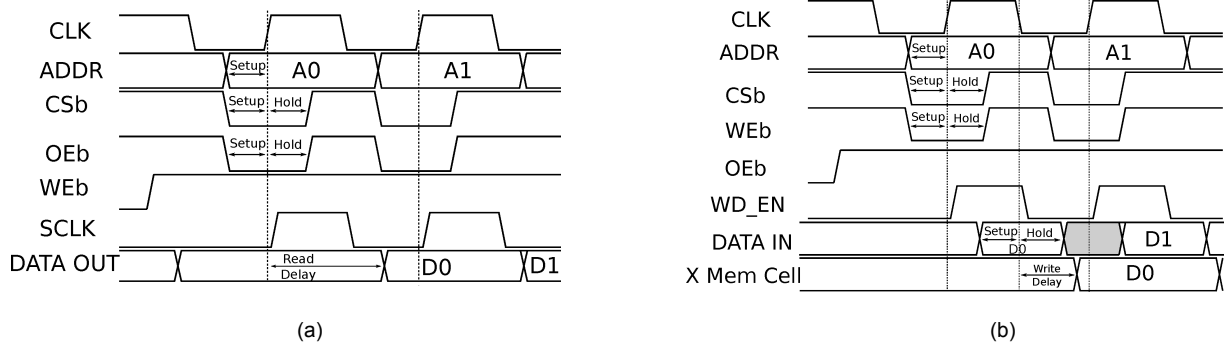 CLK
ADDR Setup A0 A1
CSb Setup Hold
OEb Setup Hold
WEb
SCLK
DATA OUT Read Delay D0 D1
(a)
CLK
ADDR Setup A0 A1
CSb Setup Hold
WEb Setup Hold
OEb
WD_EN
DATA IN Setup Hold D0 D1
X Mem Cell Write Delay D0
(b)